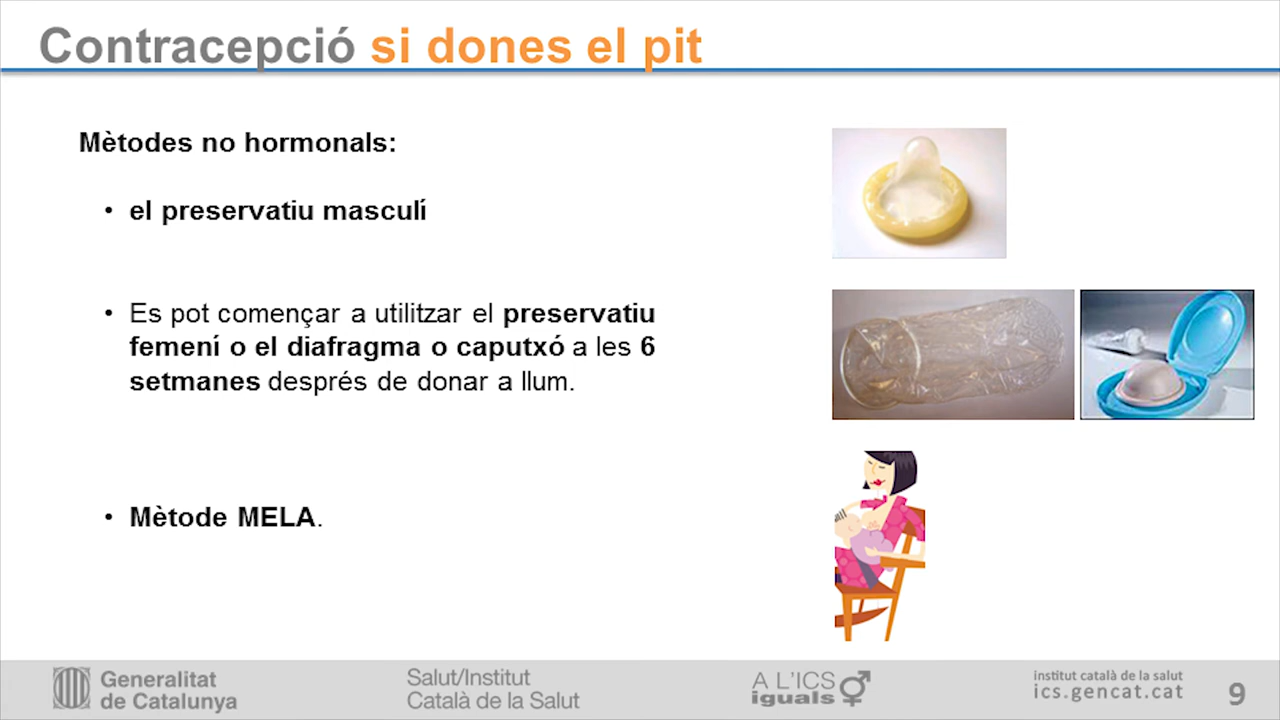 Contracepció si dones el pit
Mètodes no hormonals:
• el preservatiu masculí
• Es pot començar a utilitzar el preservatiu
femení o el diafragma o caputxó a les 6
setmanes després de donar a llum.
• Mètode MELA.
Generalitat
de Catalunya
Salut/Institut
Català de la Salut
A L'ICS
iguals
institut català de la salut
ics.gencat.cat
9